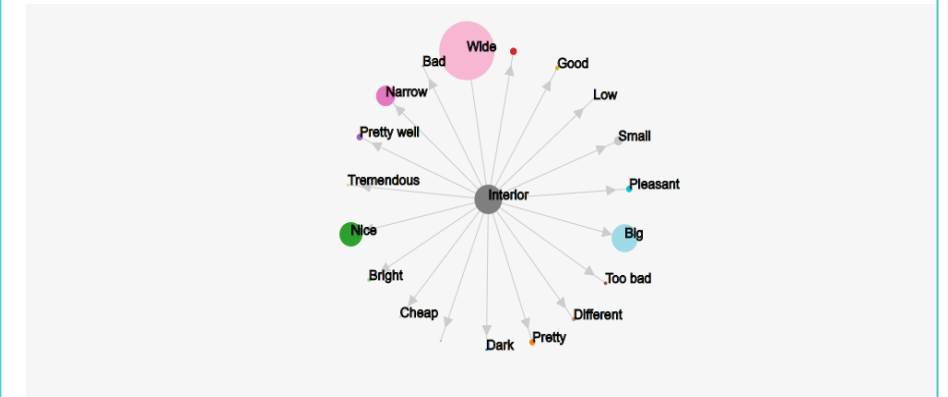 Wide
Bad
Good
Narrow
Low
Pretty well
Small
Tremendous
Pleasant
Interior
Nice
Big
Bright
Too bad
Cheap
Different
Dark
Pretty